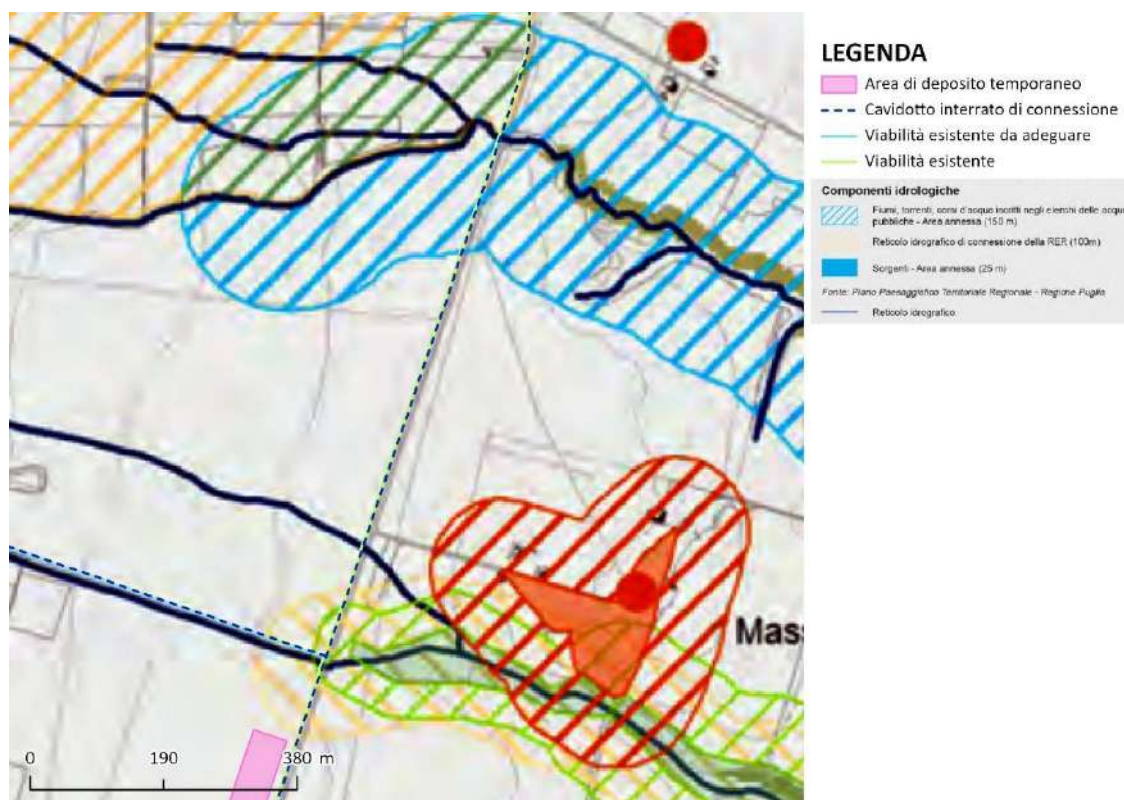 LEGENDA
Area di deposito temporaneo
Cavidotto interrato di connessione
Viabilità esistente da adeguare
Viabilità esistente
Componenti idrologiche
Fiumi, torrenti, corsi d'acqua iscritti negli elenchi delle acque
pubbliche - Area annessa (150 m)
Reticolo idrografico di connessione della RER (100m)
Sorgenti - Area annessa (25 m)
Fonte: Piano Paesaggistico Territoriale Regionale - Regione Puglia
Reticolo idrografico
Mass
0 190 380 m